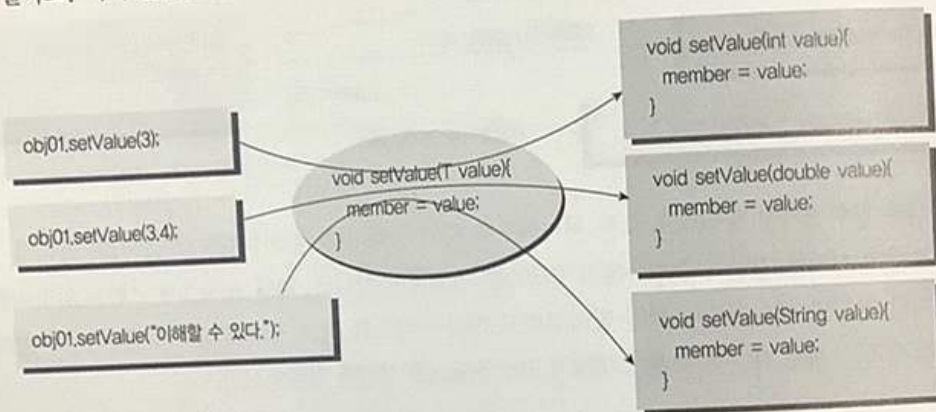 obj01.setValue(3);
obj01.setValue(3.4);
obj01.setValue("이해할 수 있다.");
void setValue(T value){
member = value;
}
void setValue(int value){
member = value;
}
void setValue(double value){
member = value;
}
void setValue(String value){
member = value;
}